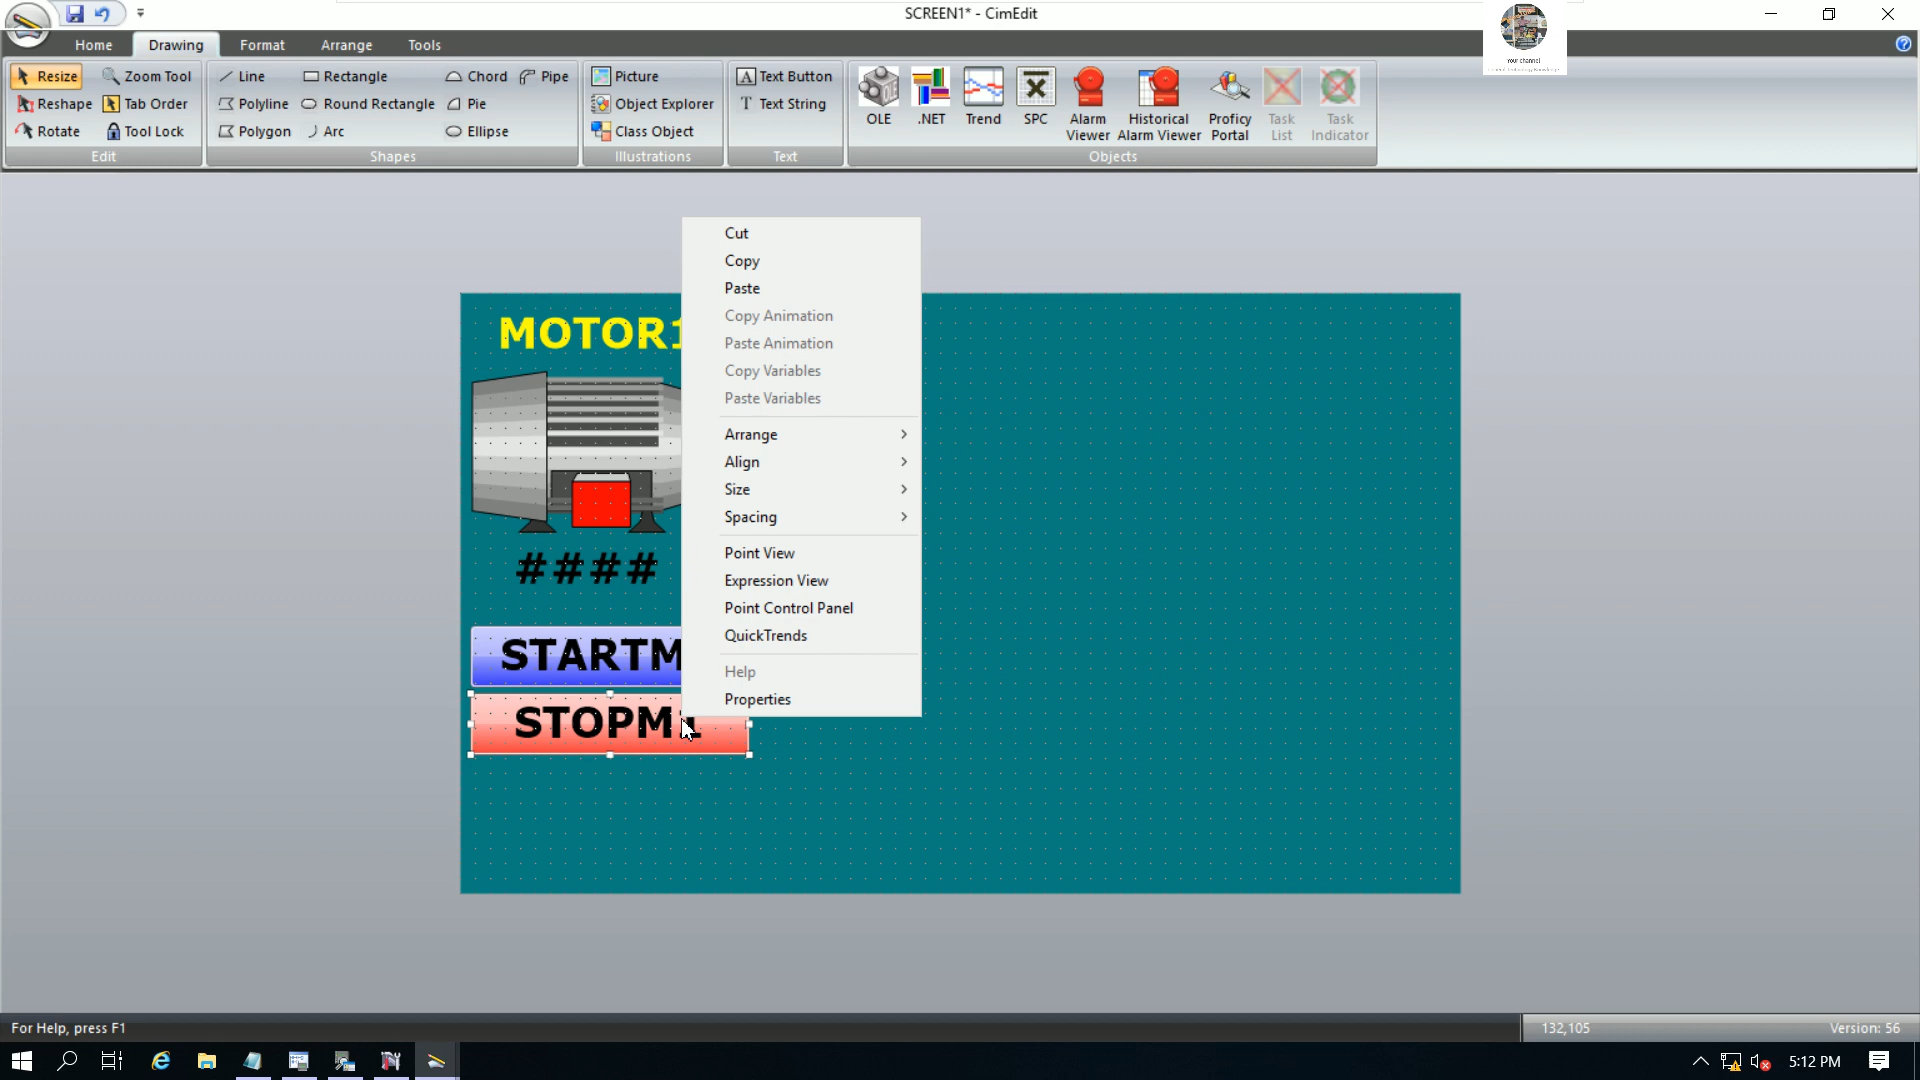 SCREEN1* - CimEdit
Your channel
Home
Drawing
Format
Arrange
Tools
Resize
Zoom Tool
Line
Rectangle
Chord
Pipe
Picture
Text Button
Reshape
Tab Order
Polyline
Round Rectangle
Pie
Object Explorer
Text String
Rotate
Tool Lock
Polygon
Arc
Ellipse
Class Object
OLE
.NET
Trend
SPC
Alarm
Viewer
Historical
Alarm Viewer
Proficy
Portal
Task
List
Task
Indicator
Edit
Shapes
Illustrations
Text
Objects
Cut
Copy
Paste
Copy Animation
Paste Animation
Copy Variables
Paste Variables
Arrange
Align
Size
Spacing
Point View
Expression View
Point Control Panel
QuickTrends
Help
Properties
MOTOR1
####
STARTM
STOPM1
For Help, press F1
132,105
Version: 56
5:12 PM